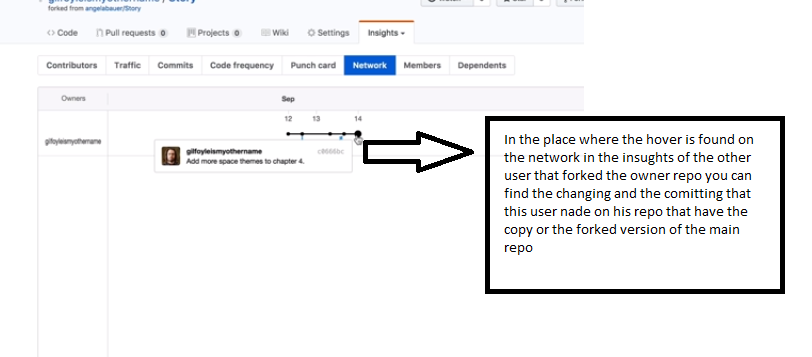 gilfoyleismyothername / Story
forked from angelabauer/Story
Code Pull requests 0 Projects 0 Wiki Settings Insights
Contributors Traffic Commits Code frequency Punch card Network Members Dependents
Owners Sep
12 13 14
gilfoyleismyothername
gilfoyleismyothername c8666bc
Add more space themes to chapter 4.
In the place where the hover is found on
the network in the insughts of the other
user that forked the owner repo you can
find the changing and the comitting that
this user nade on his repo that have the
copy or the forked version of the main
repo